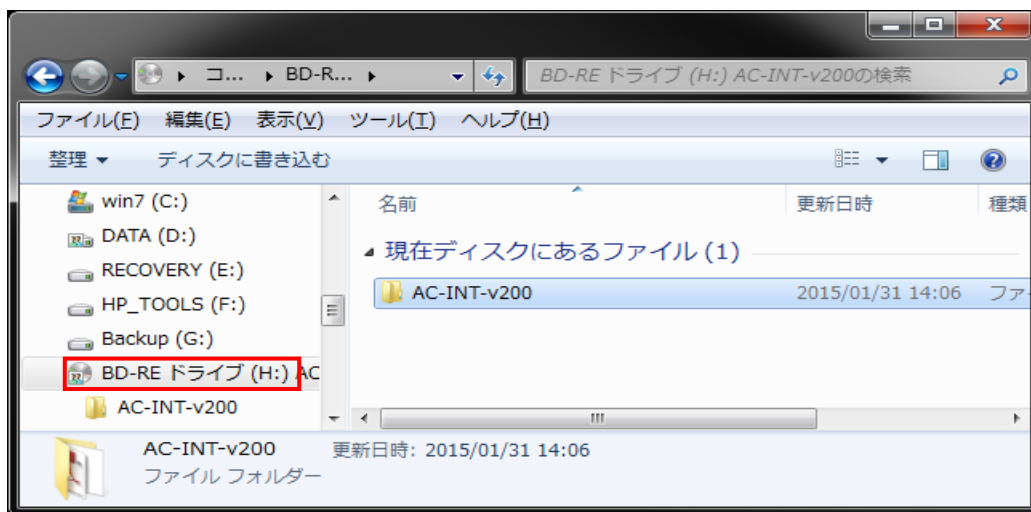 コ... BD-R... BD-RE ドライブ (H:) AC-INT-v200の検索
ファイル(F) 編集(E) 表示(V) ツール(T) ヘルプ(H)
整理 ディスクに書き込む
win7 (C:)
DATA (D:)
RECOVERY (E:)
HP_TOOLS (F:)
Backup (G:)
BD-RE ドライブ (H:) AC
AC-INT-v200
名前 更新日時 種類
現在ディスクにあるファイル (1)
AC-INT-v200 2015/01/31 14:06 ファ
AC-INT-v200 更新日時: 2015/01/31 14:06
ファイル フォルダー